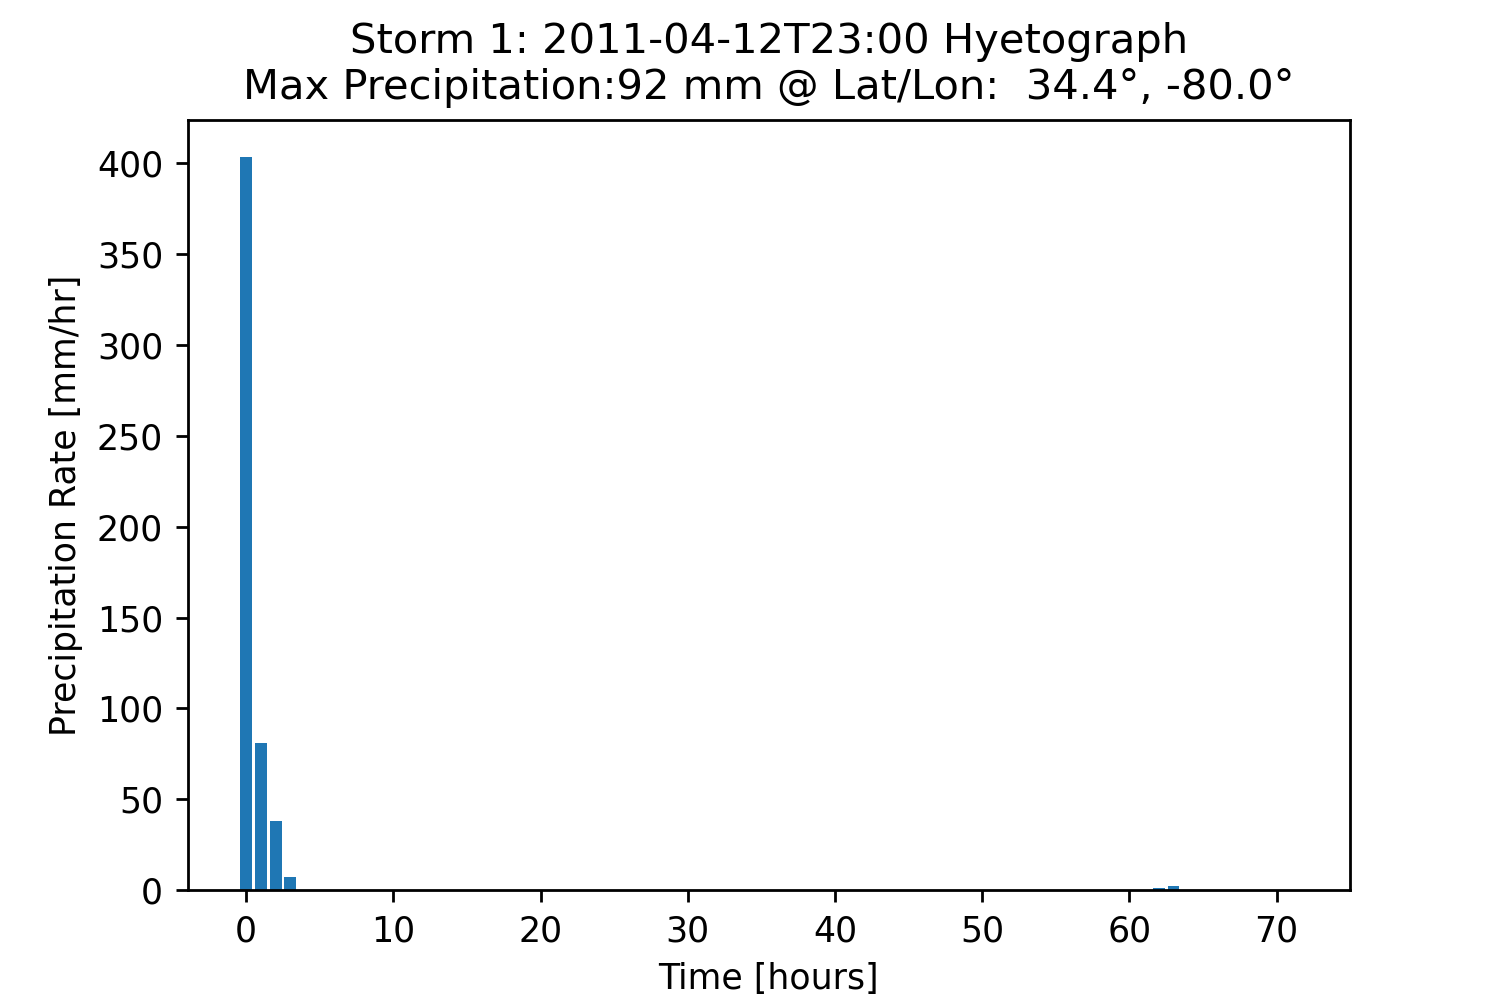 Storm 1: 2011-04-12T23:00 Hyetograph
Max Precipitation:92 mm @ Lat/Lon:  34.4°, -80.0°
Precipitation Rate [mm/hr]
400
350
300
250
200
150
100
50
0
0 10 20 30 40 50 60 70
Time [hours]